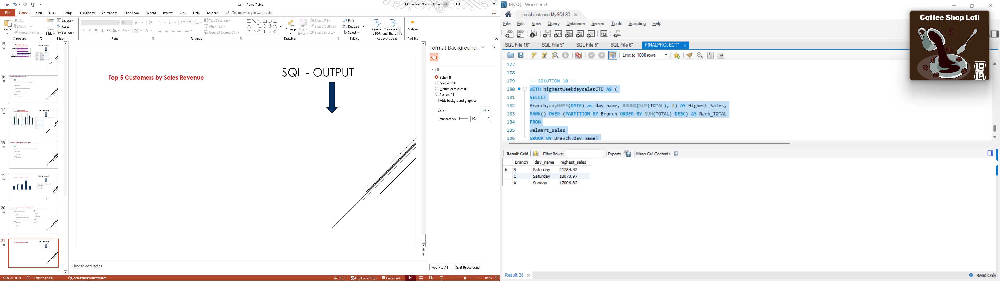 test - PowerPoint
Mohammed Numan Suriya MN
File Home Insert Draw Design Transitions Animations Slide Show Record Review View Help Acrobat Tell me what you want to do
Paste
Cut
Copy
Format Painter
Clipboard
New Slide
Layout
Reset
Section
Slides
10
Font
Text Direction
Align Text
Convert to SmartArt
Paragraph
Arrange
Quick Styles
Shape Fill
Shape Outline
Shape Effects
Drawing
Find
Replace
Select
Editing
Create a PDF
Create a PDF and Share link
Adobe Acrobat
Add-ins
Add-ins
15
SQL - OUTPUT
16
17
SQL - OUTPUT
18
19
SQL - OUTPUT
20
21
SQL - OUTPUT
Top 5 Customers by Sales Revenue
SQL - OUTPUT
Click to add notes
Format Background
Fill
Solid fill
Gradient fill
Picture or texture fill
Pattern fill
Hide background graphics
Color
Transparency 0%
Apply to All Reset Background
Slide 21 of 21 English (India) Accessibility: Investigate Notes Display Settings Comments 103%
MySQL Workbench
Local instance MySQL80
File Edit View Query Database Server Tools Scripting Help
SQL File 16* SQL File 5* SQL File 5* SQL File 6* FINALPROJECT*
Limit to 1000 rows
177
178
179 -- SOLUTION 10 --
180 WITH highestweekdaysalesCTE AS (
181 SELECT
182 Branch,dayNAME(DATE) as day_name, ROUND(SUM(TOTAL), 2) AS Highest_Sales,
183 RANK() OVER (PARTITION BY Branch ORDER BY SUM(TOTAL) DESC) AS Rank_TOTAL
184 FROM
185 walmart_sales
186 GROUP BY Branch,day_name)
Result Grid Filter Rows: Export: Wrap Cell Content:
Branch day_name highest_sales
B Saturday 21284.42
C Saturday 18070.97
A Sunday 17006.82
Result 26
Read Only
Coffee Shop Lofi